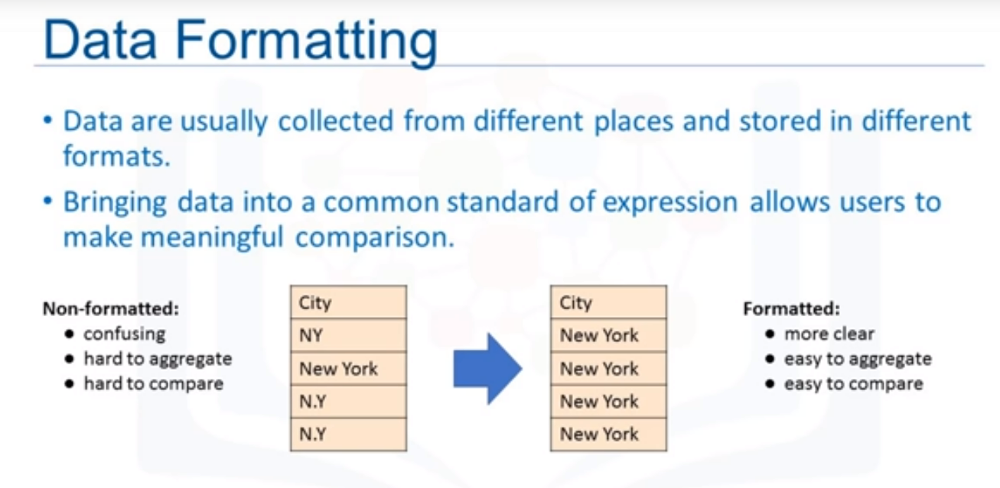 Data Formatting
• Data are usually collected from different places and stored in different
formats.
• Bringing data into a common standard of expression allows users to
make meaningful comparison.
Non-formatted:
● confusing
● hard to aggregate
● hard to compare
City
NY
New York
N.Y
N.Y
City
New York
New York
New York
New York
Formatted:
● more clear
● easy to aggregate
● easy to compare